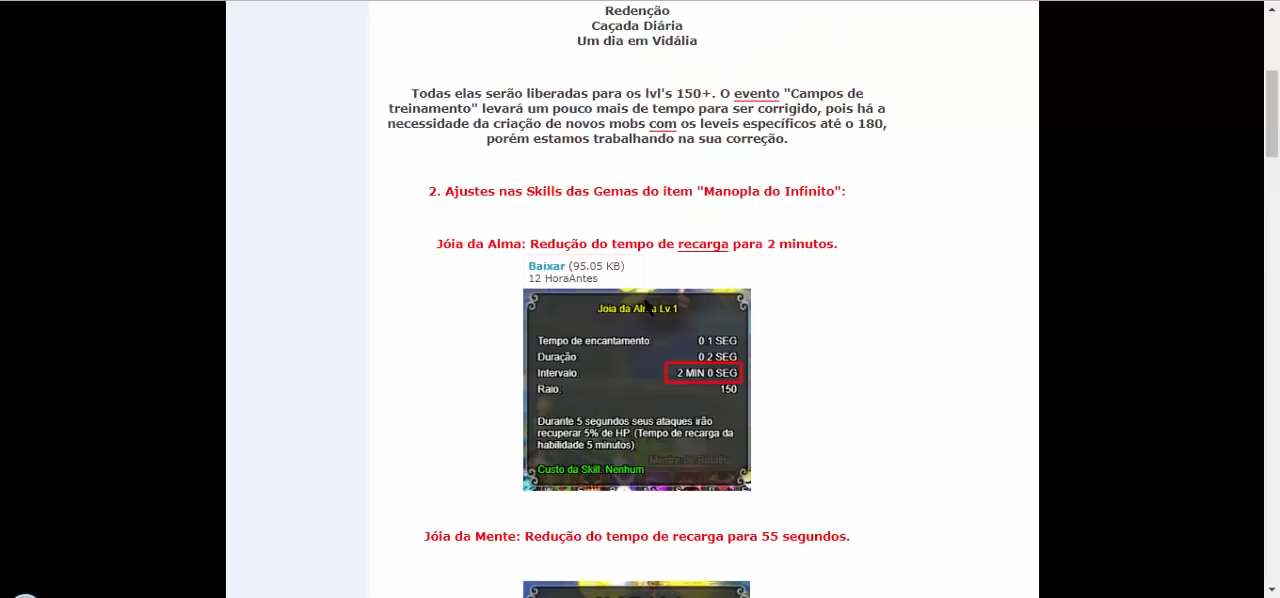 Redenção
Caçada Diária
Um dia em Vidália
Todas elas serão liberadas para os lvl's 150+. O evento "Campos de
treinamento" levará um pouco mais de tempo para ser corrigido, pois há a
necessidade da criação de novos mobs com os leveis específicos até o 180,
porém estamos trabalhando na sua correção.
2. Ajustes nas Skills das Gemas do item "Manopla do Infinito":
Jóia da Alma: Redução do tempo de recarga para 2 minutos.
Baixar (95.05 KB)
12 HoraAntes
Joia da Alma Lv.1
Tempo de encantamento: 0.1 SEG
Duração 0.2 SEG
Intervalo: 2 MIN 0 SEG
Raio: 150
Durante 5 segundos seus ataques irão
recuperar 5% de HP (Tempo de recarga da
habilidade 5 minutos)
Custo da Skill: Nenhum
Jóia da Mente: Redução do tempo de recarga para 55 segundos.